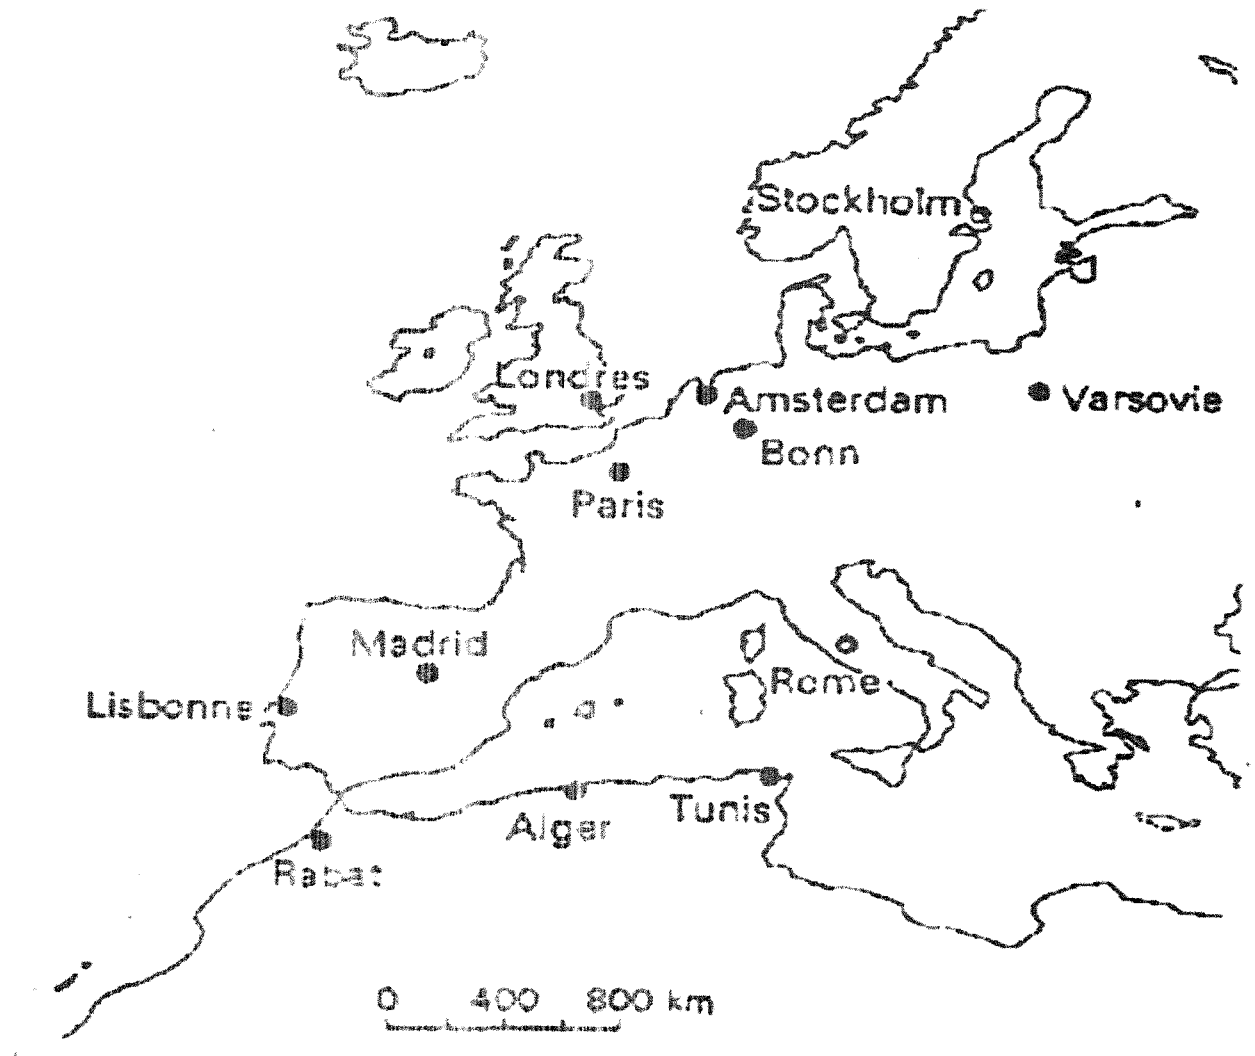 Stockholm
Londres
Amsterdam
Varsovie
Bonn
Paris
Madrid
Rome
Lisbonne
Tunis
Alger
Rabat
0 400 800 km